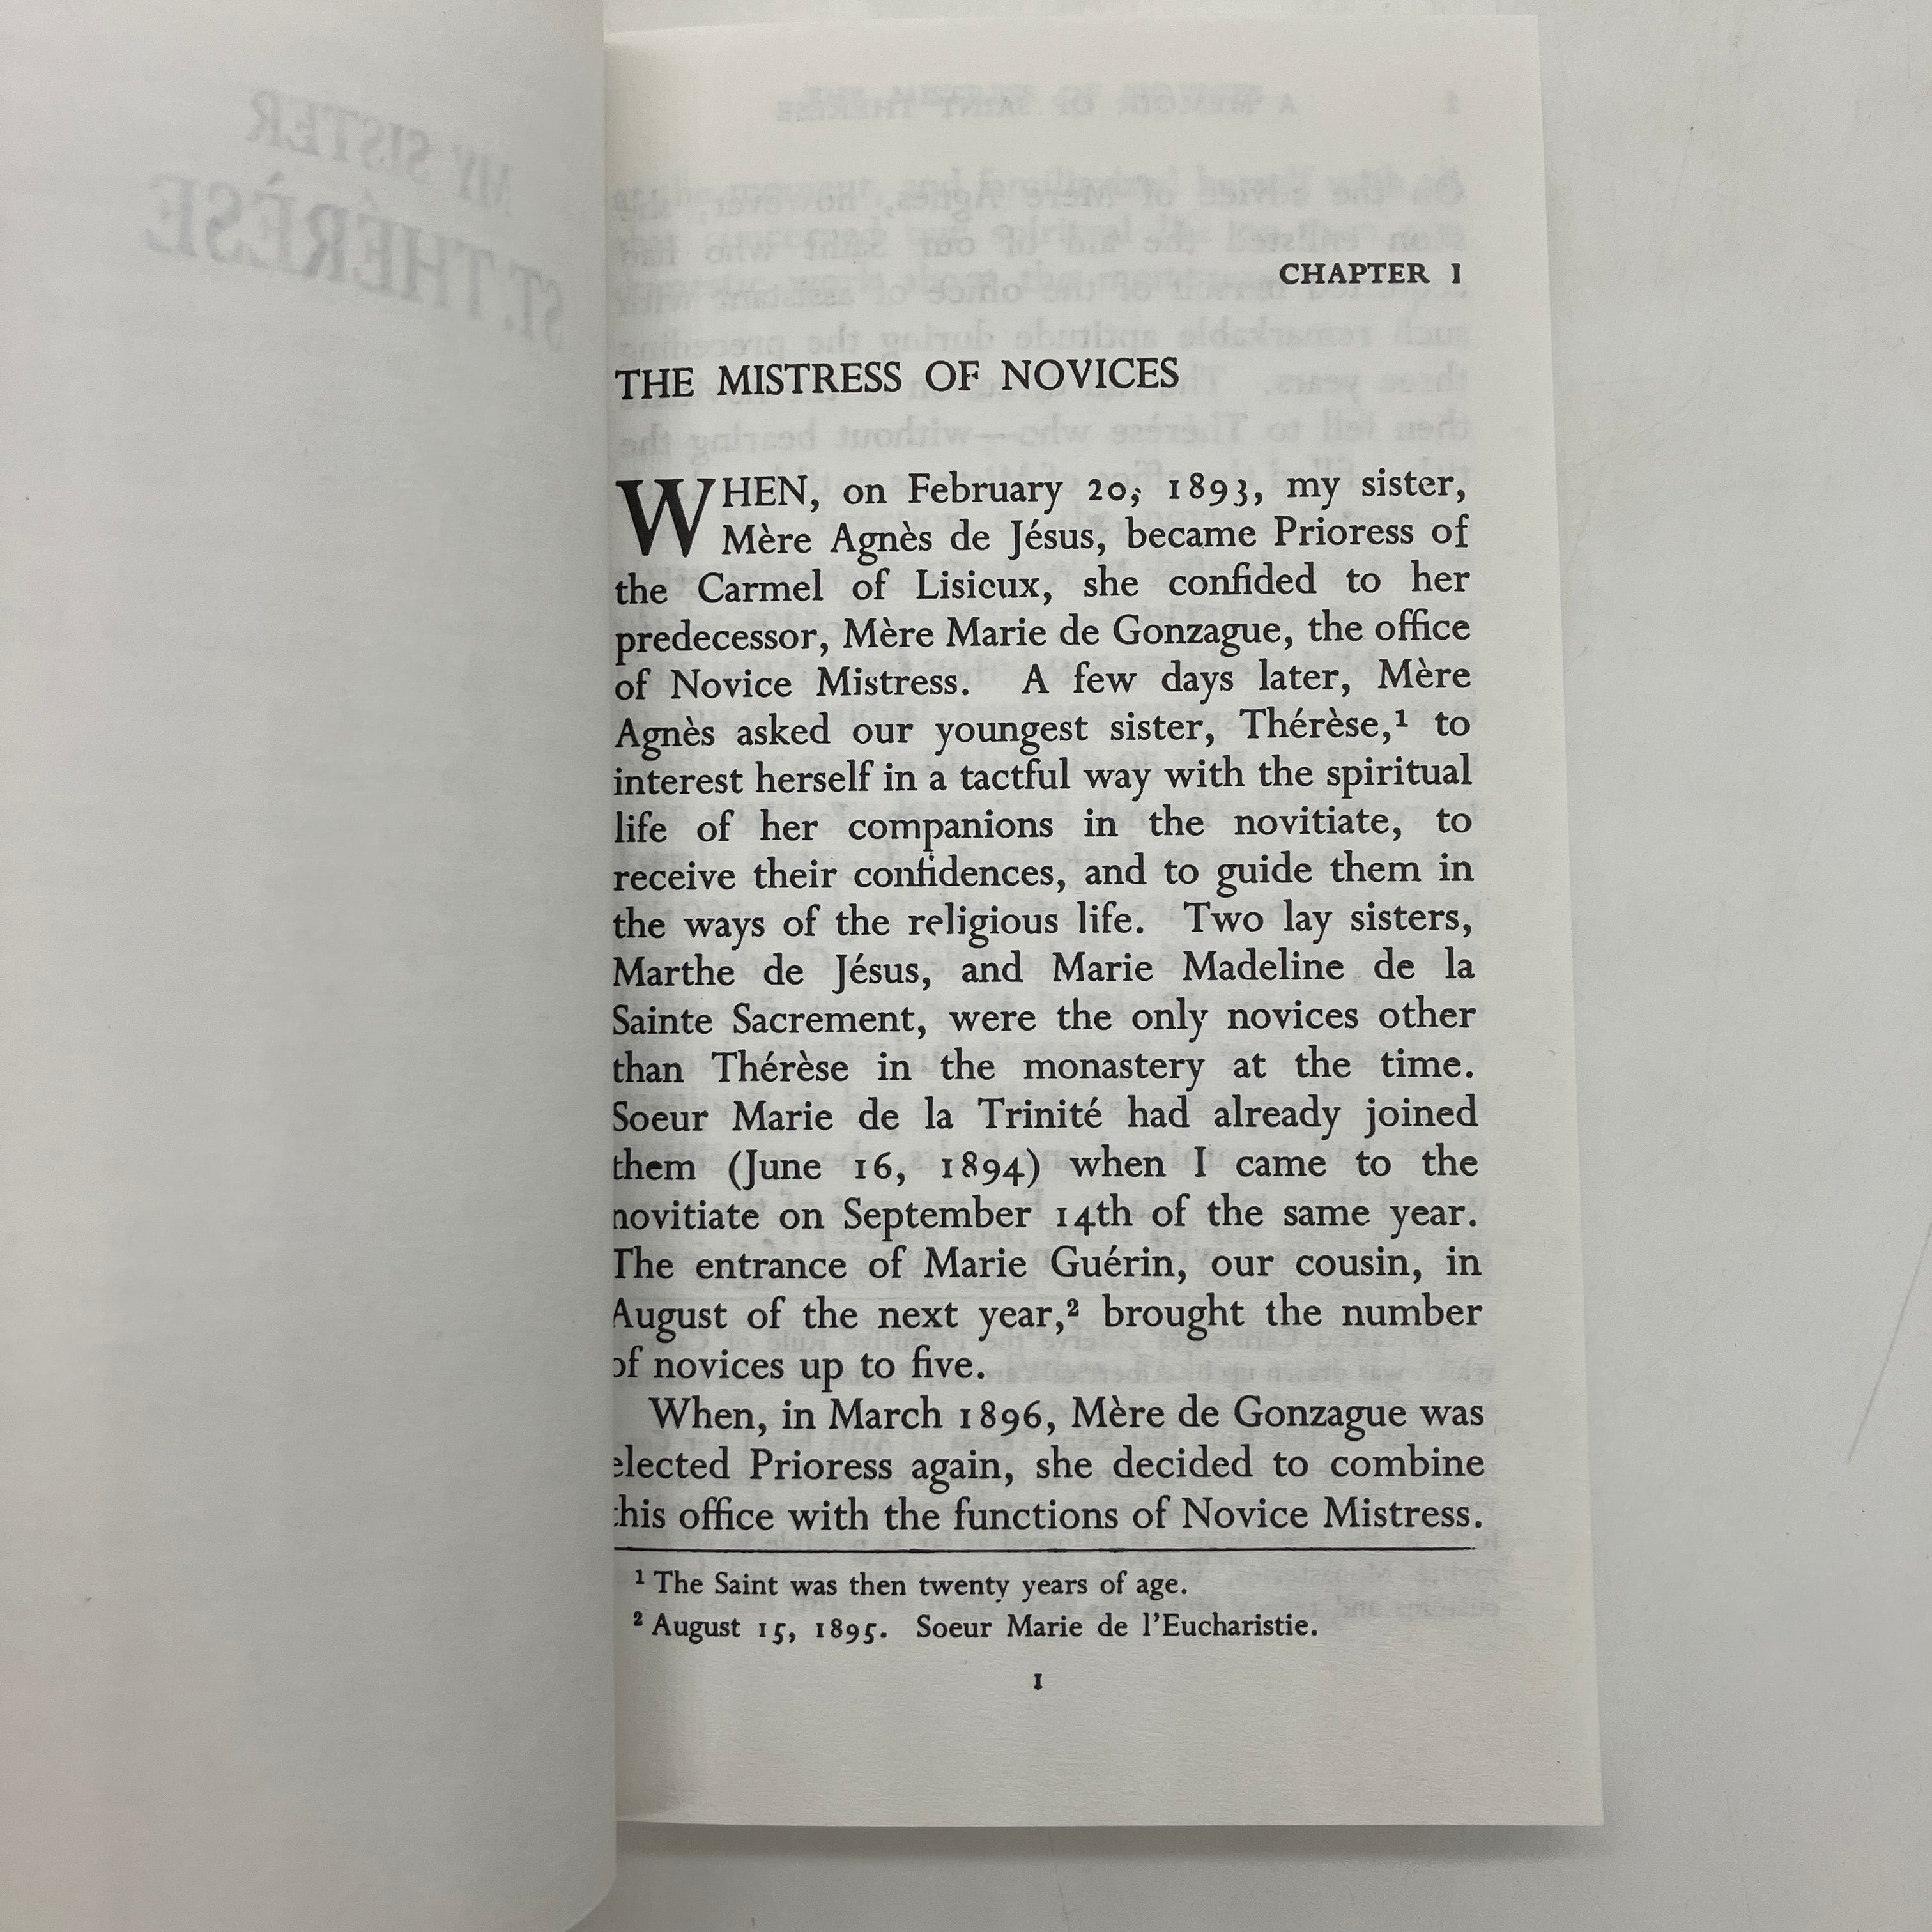 MY SISTER
ST. THÉRÈSE
CHAPTER I
THE MISTRESS OF NOVICES
WHEN, on February 20, 1893, my sister,
Mère Agnès de Jésus, became Prioress of
the Carmel of Lisieux, she confided to her
predecessor, Mère Marie de Gonzague, the office
of Novice Mistress. A few days later, Mère
Agnès asked our youngest sister, Thérèse,¹ to
interest herself in a tactful way with the spiritual
life of her companions in the novitiate, to
receive their confidences, and to guide them in
the ways of the religious life. Two lay sisters,
Marthe de Jésus, and Marie Madeline de la
Sainte Sacrement, were the only novices other
than Thérèse in the monastery at the time.
Soeur Marie de la Trinité had already joined
them (June 16, 1894) when I came to the
novitiate on September 14th of the same year.
The entrance of Marie Guérin, our cousin, in
August of the next year,² brought the number
of novices up to five.
When, in March 1896, Mère de Gonzague was
elected Prioress again, she decided to combine
this office with the functions of Novice Mistress.
¹ The Saint was then twenty years of age.
² August 15, 1895. Soeur Marie de l'Eucharistie.
1